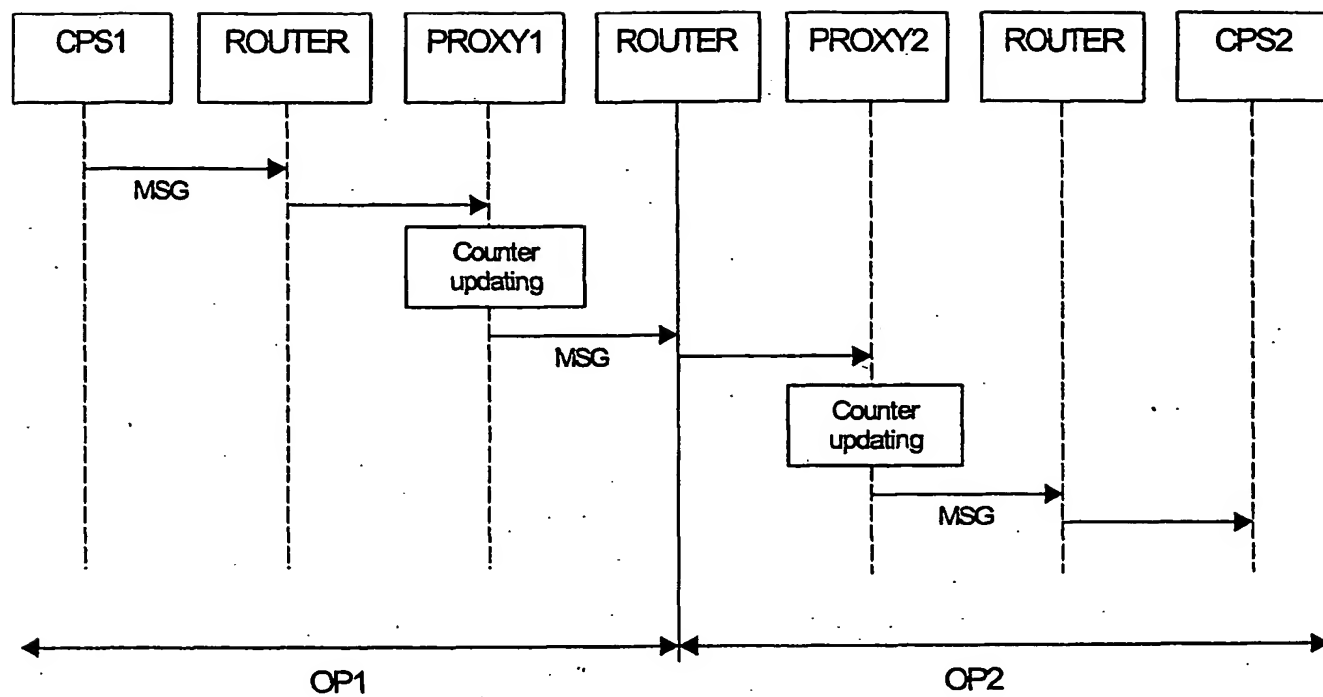 CPS1
ROUTER
PROXY1
ROUTER
PROXY2
ROUTER
CPS2
MSG
Counter
updating
MSG
Counter
updating
MSG
OP1
OP2